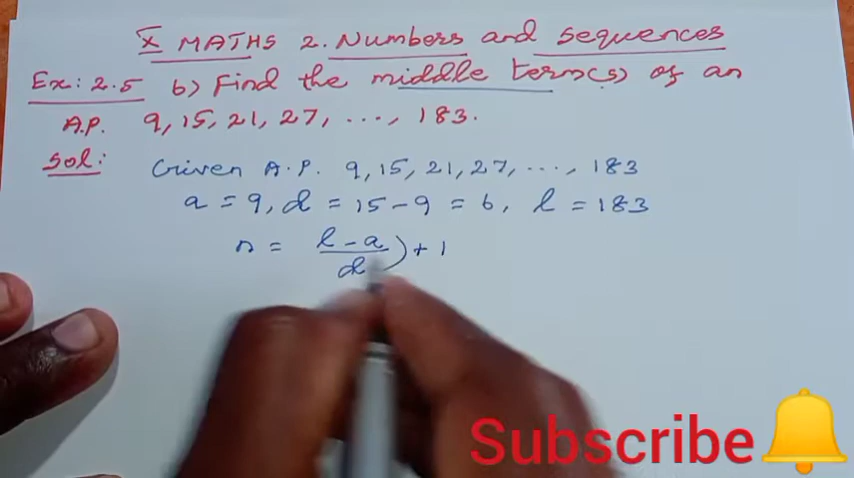 X MATHS 2. Numbers and Sequences
Ex: 2.5 6) Find the middle term(s) of an
A.P. 9, 15, 21, 27, ..., 183.
Sol: Given A.P. 9, 15, 21, 27, ..., 183
a = 9, d = 15 - 9 = 6, l = 183
n = l - a / d ) + 1
Subscribe